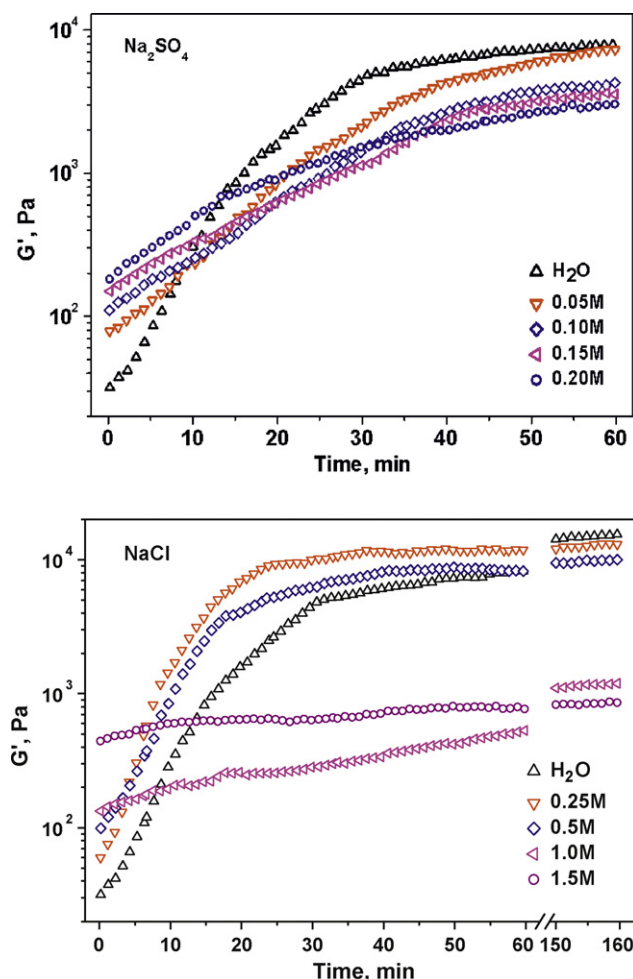 Na₂SO₄
10⁴
10³
10²
G', Pa
H₂O
0.05M
0.10M
0.15M
0.20M
0 10 20 30 40 50 60
Time, min
NaCl
10⁴
10³
10²
G', Pa
H₂O
0.25M
0.5M
1.0M
1.5M
0 10 20 30 40 50 60 150 160
Time, min